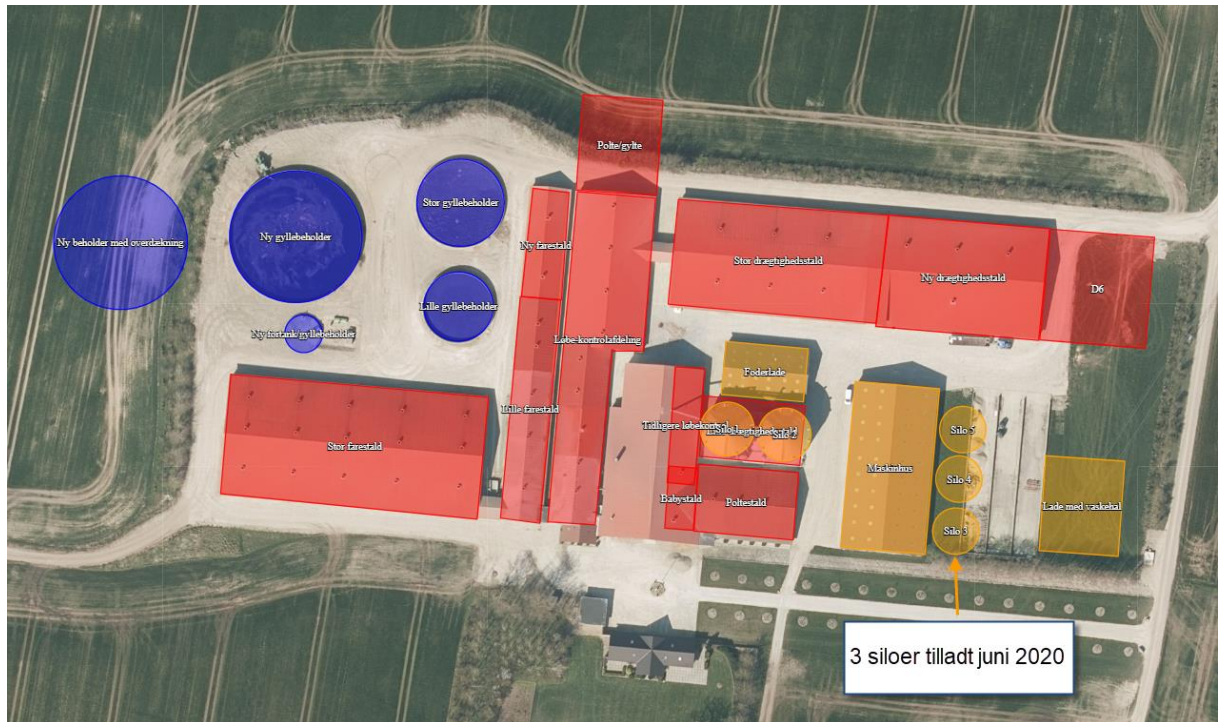 Polte/gylte
Ny beholder med overdækning
Ny gyllebeholder
Stor gyllebeholder
Ny farestald
Stor drægtighedsstald
Ny drægtighedsstald
D6
Lille gyllebeholder
Ny fortank/gyllebeholder
Løbe-kontrolafdeling
Foderlade
Stor farestald
Lille farestald
Tidligere løbekontrol
Silo 2
Silo 5
Maskinhus
Silo 4
Babystald
Poltestald
Lade med vaskehal
Silo 3
3 siloer tilladt juni 2020